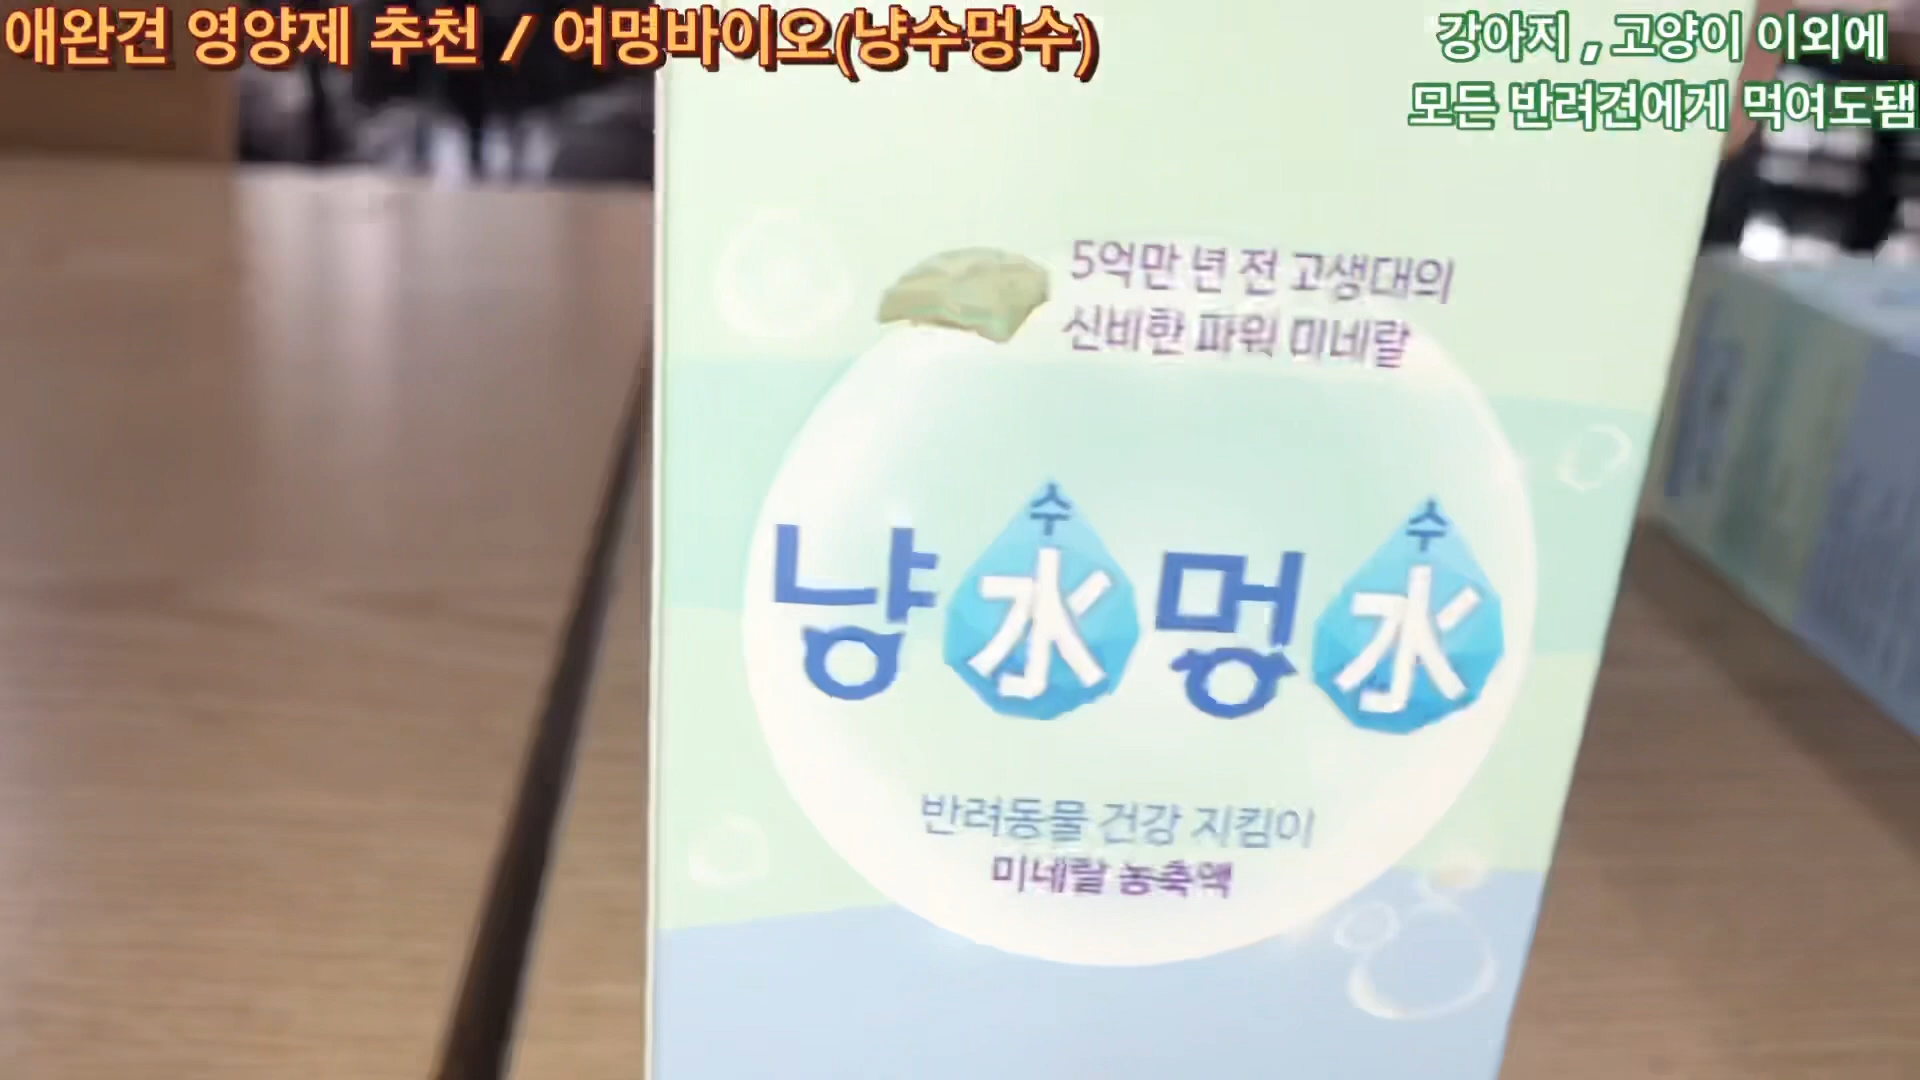 애완견 영양제 추천 / 여명바이오(냥수멍수)
강아지 , 고양이 이외에
모든 반려견에게 먹여도됌
5억만 년 전 고생대의
신비한 파워 미네랄
수 수
냥水멍水
반려동물 건강 지킴이
미네랄 농축액